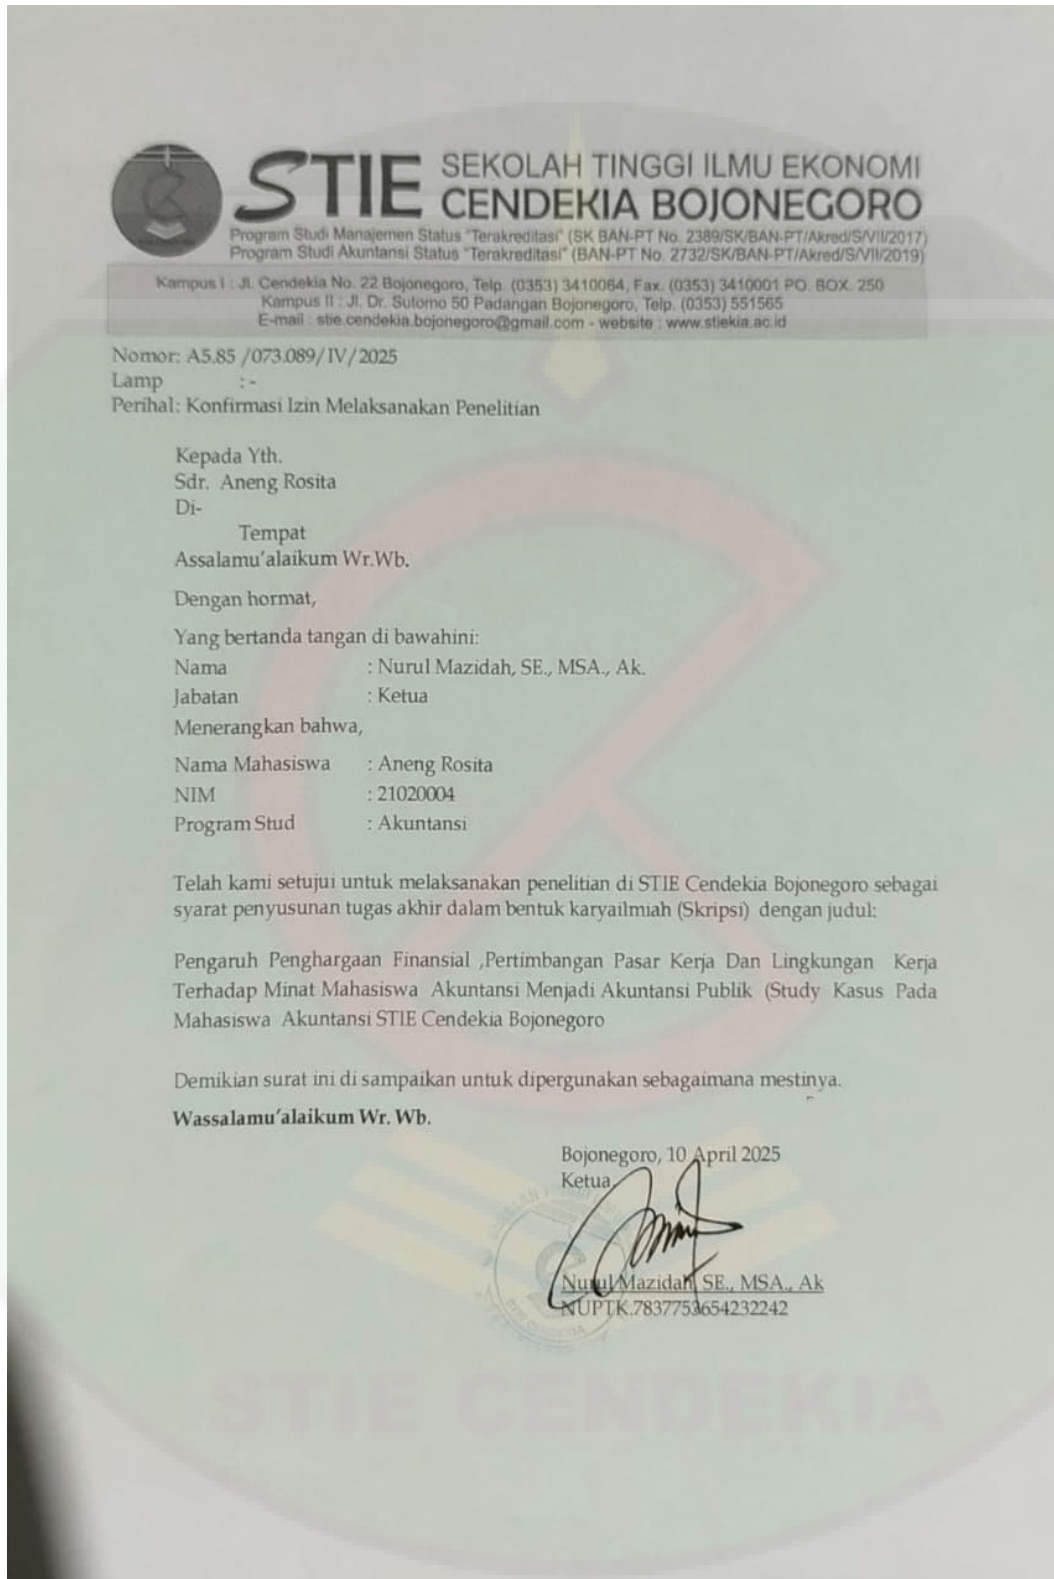 STIE SEKOLAH TINGGI ILMU EKONOMI
CENDEKIA BOJONEGORO
Program Studi Manajemen Status "Terakreditasi" (SK BAN-PT No. 2389/SK/BAN-PT/Akred/S/VII/2017)
Program Studi Akuntansi Status "Terakreditasi" (BAN-PT No. 2732/SK/BAN-PT/Akred/S/VII/2019)
Kampus I : Jl. Cendekia No. 22 Bojonegoro, Telp. (0353) 3410064, Fax. (0353) 3410001 PO. BOX. 250
Kampus II : Jl. Dr. Sutomo 50 Padangan Bojonegoro, Telp. (0353) 551565
E-mail : stie.cendekia.bojonegoro@gmail.com - website : www.stiekia.ac.id
Nomor: A5.85 /073.089/IV/2025
Lamp : -
Perihal: Konfirmasi Izin Melaksanakan Penelitian
Kepada Yth.
Sdr. Aneng Rosita
Di-
Tempat
Assalamu'alaikum Wr.Wb.
Dengan hormat,
Yang bertanda tangan di bawahini:
Nama : Nurul Mazidah, SE., MSA., Ak.
Jabatan : Ketua
Menerangkan bahwa,
Nama Mahasiswa : Aneng Rosita
NIM : 21020004
Program Stud : Akuntansi
Telah kami setujui untuk melaksanakan penelitian di STIE Cendekia Bojonegoro sebagai
syarat penyusunan tugas akhir dalam bentuk karyailmiah (Skripsi) dengan judul:
Pengaruh Penghargaan Finansial ,Pertimbangan Pasar Kerja Dan Lingkungan Kerja
Terhadap Minat Mahasiswa Akuntansi Menjadi Akuntansi Publik (Study Kasus Pada
Mahasiswa Akuntansi STIE Cendekia Bojonegoro
Demikian surat ini di sampaikan untuk dipergunakan sebagaimana mestinya.
Wassalamu'alaikum Wr. Wb.
Bojonegoro, 10 April 2025
Ketua,
Nurul Mazidah, SE., MSA., Ak
NUPTK.7837753654232242
STIE CENDEKIA